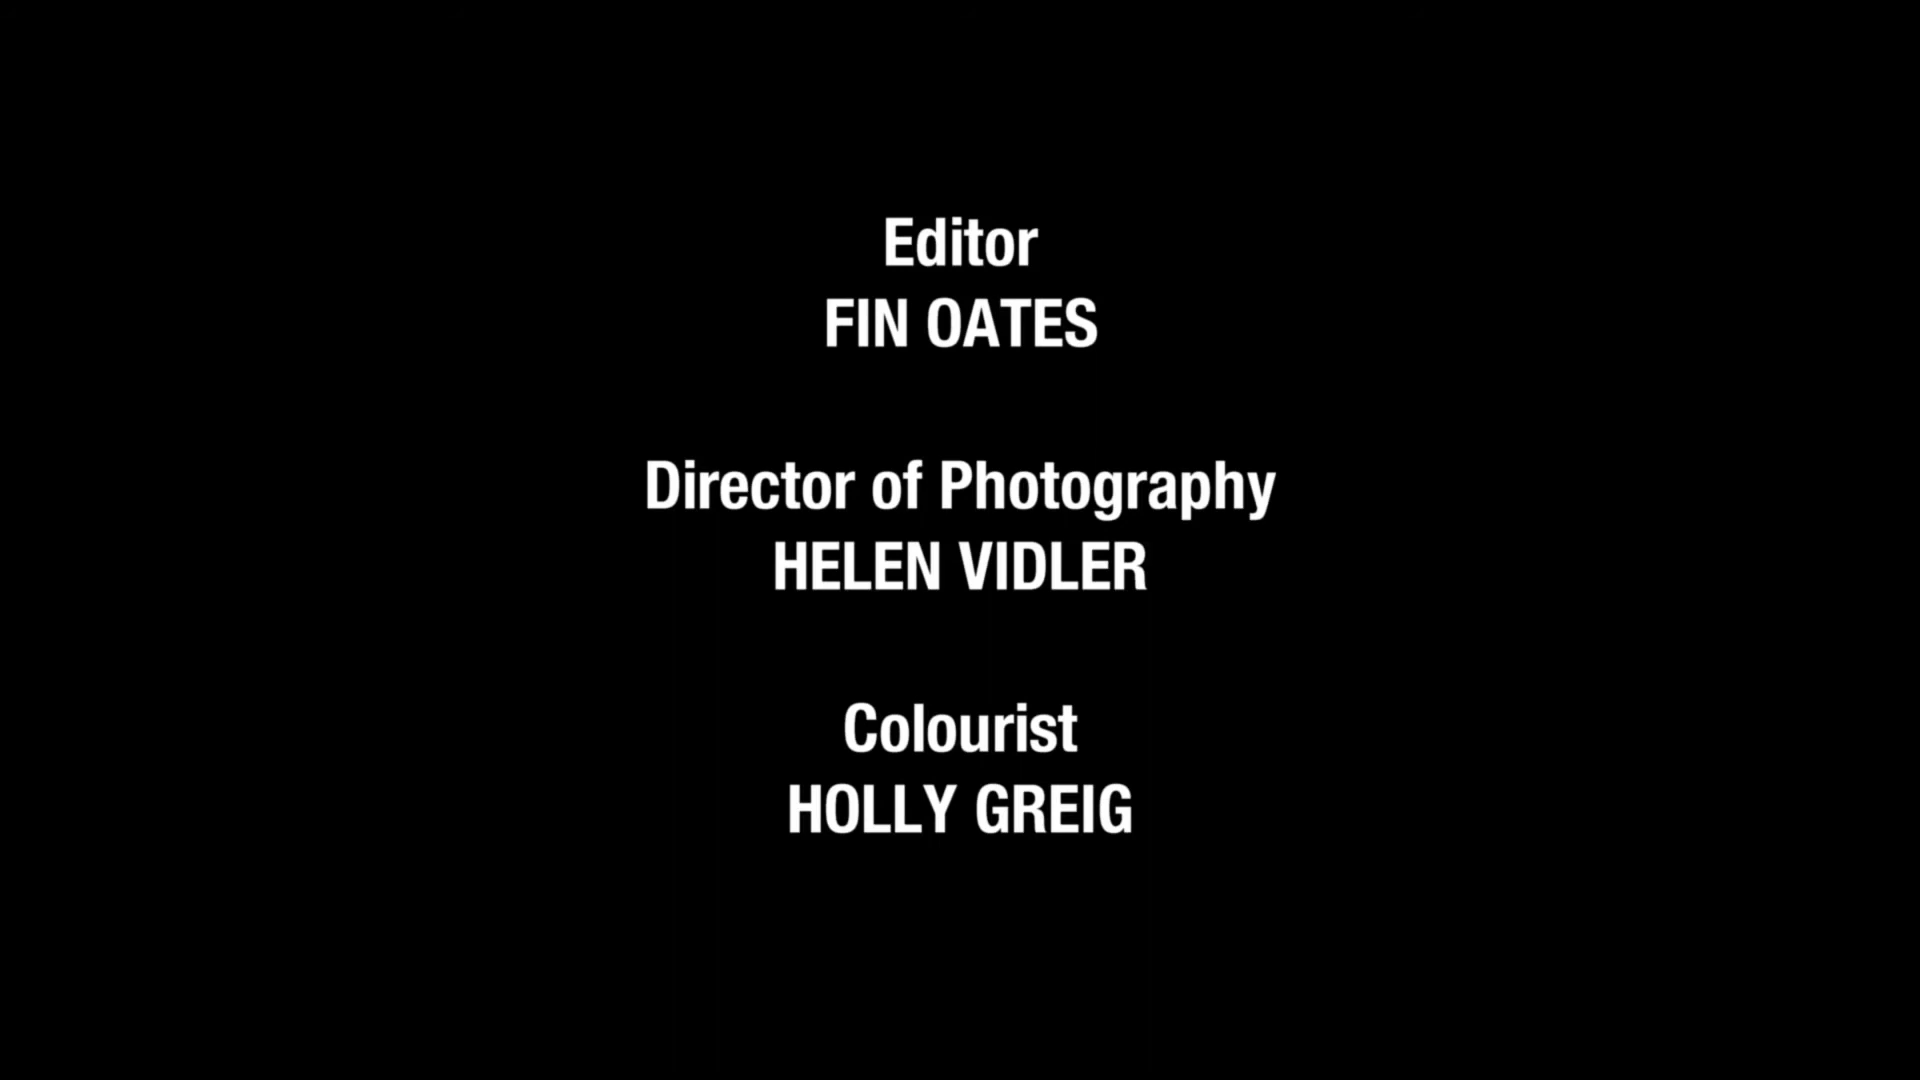 Editor
FIN OATES
Director of Photography
HELEN VIDLER
Colourist
HOLLY GREIG